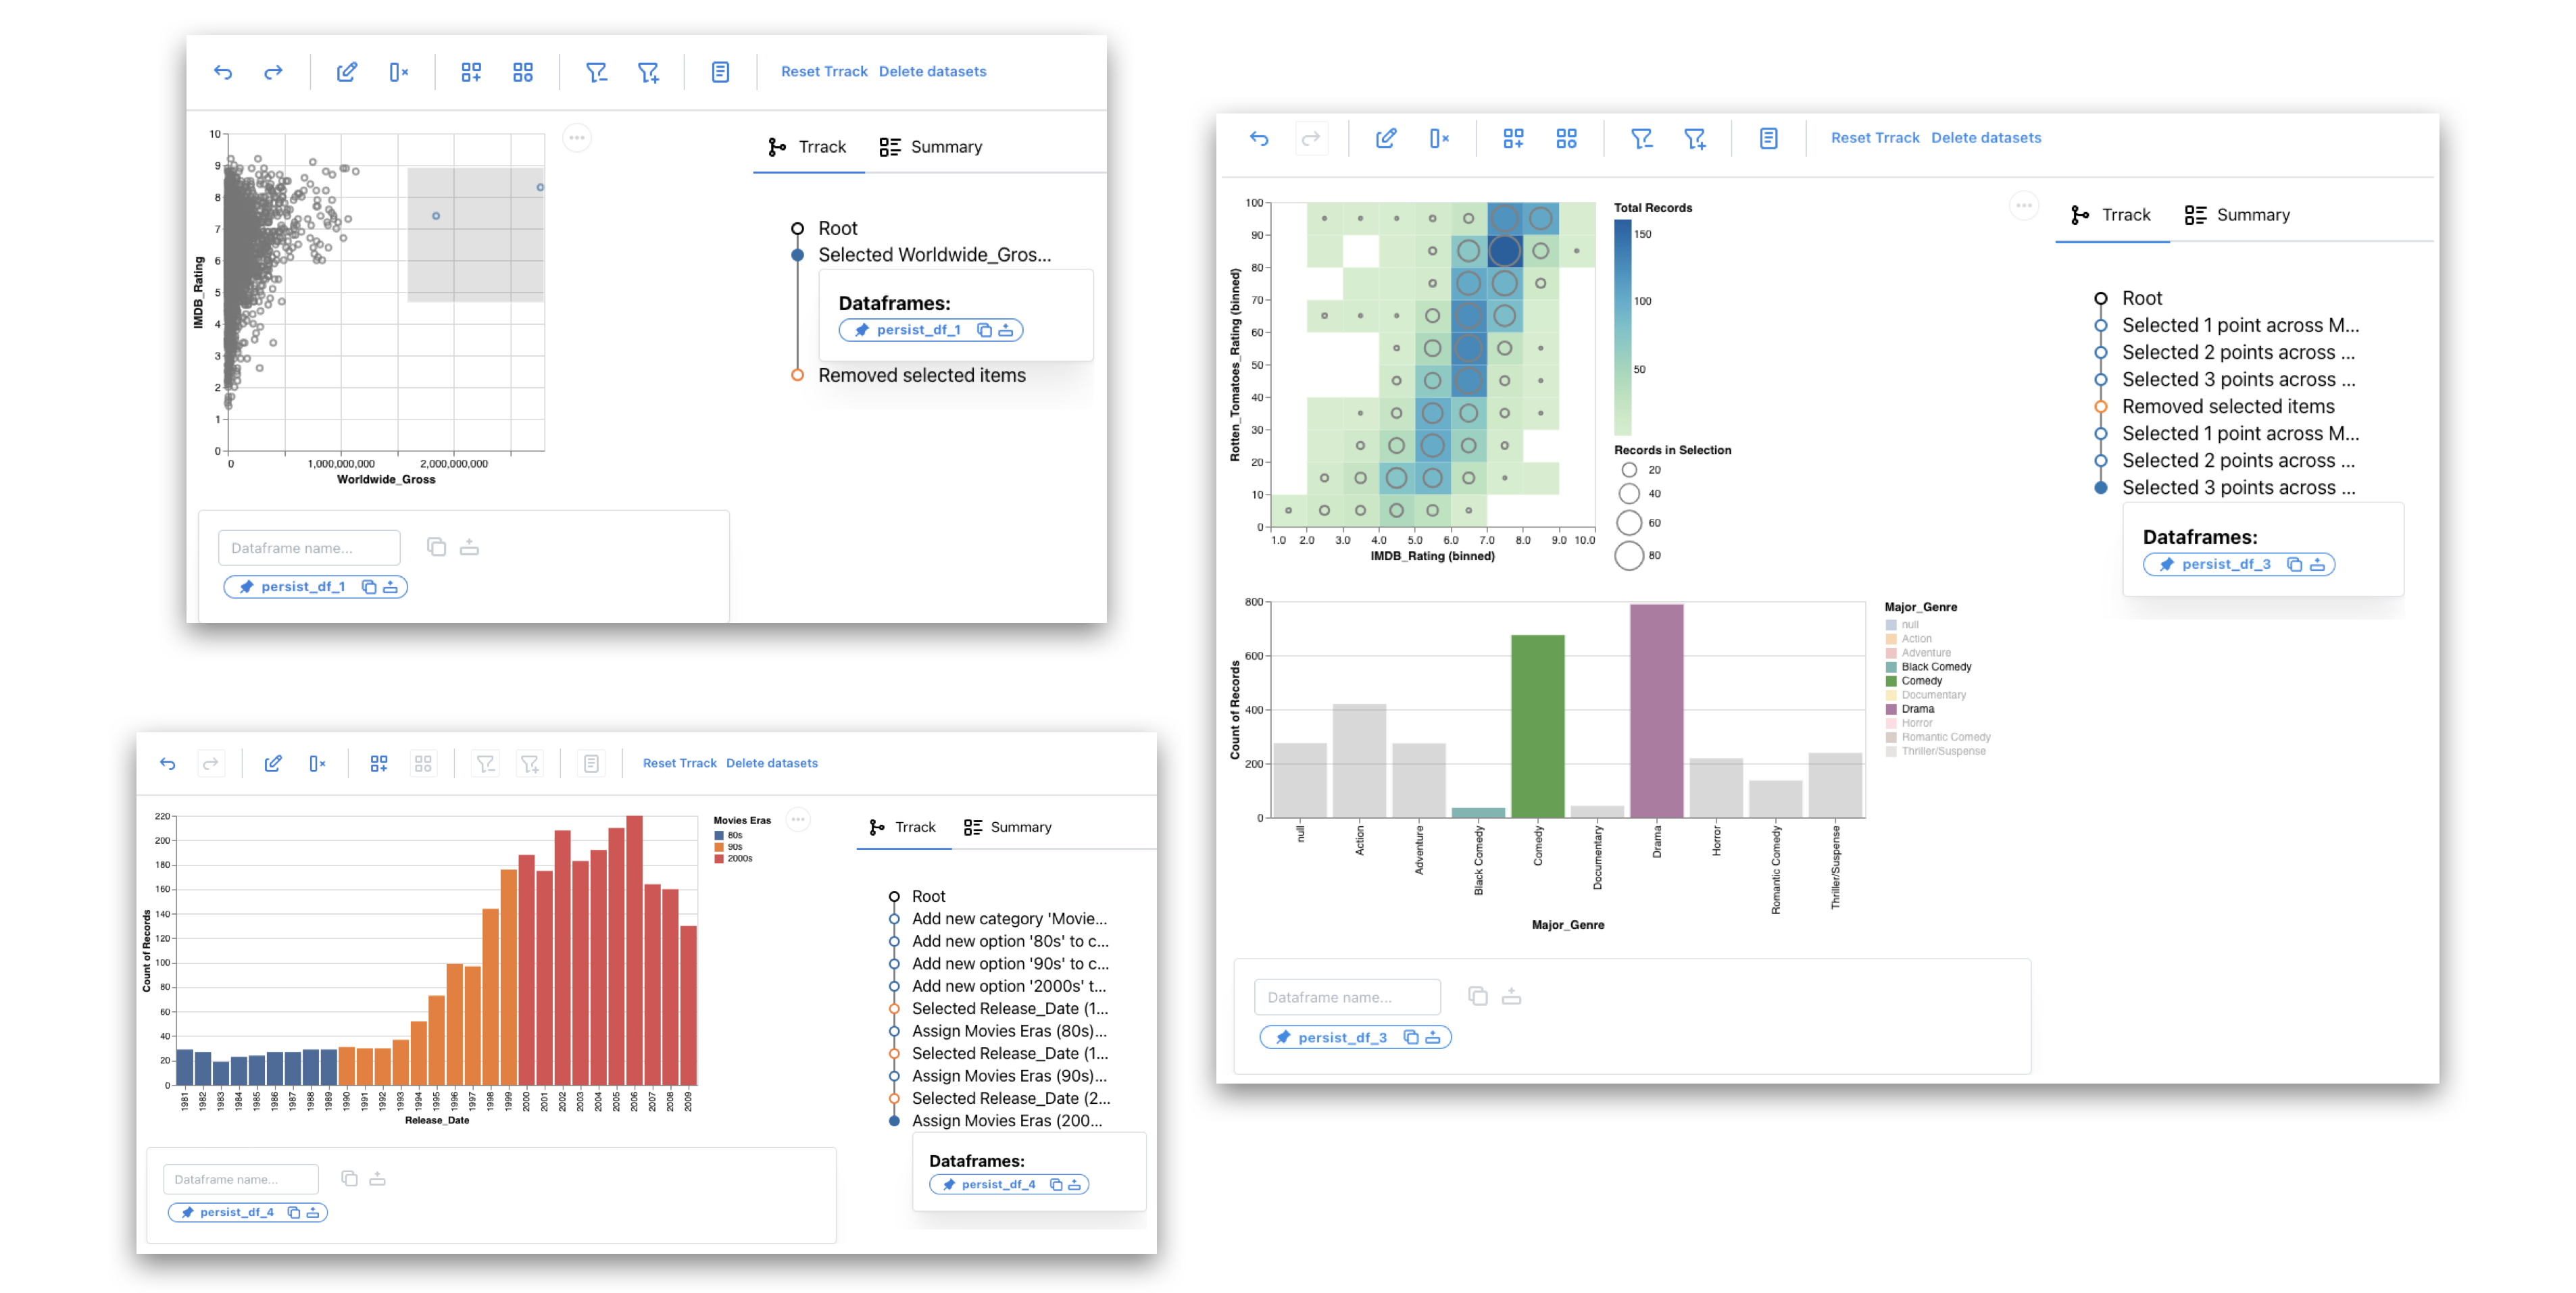 Reset Trrack Delete datasets
Trrack Summary
10
9
8
7
6
5
4
3
2
1
0
IMDB_Rating
0 1,000,000,000 2,000,000,000
Worldwide_Gross
Root
Selected Worldwide_Gros...
Dataframes:
persist_df_1
Removed selected items
Dataframe name...
persist_df_1
Reset Trrack Delete datasets
Trrack Summary
100
90
80
70
60
50
40
30
20
10
0
Rotten_Tomatoes_Rating (binned)
1.0 2.0 3.0 4.0 5.0 6.0 7.0 8.0 9.0 10.0
IMDB_Rating (binned)
Total Records
150
100
50
Records in Selection
20
40
60
80
Root
Selected 1 point across M...
Selected 2 points across ...
Selected 3 points across ...
Removed selected items
Selected 1 point across M...
Selected 2 points across ...
Selected 3 points across ...
Dataframes:
persist_df_3
800
600
400
200
0
Count of Records
null
Action
Adventure
Black Comedy
Comedy
Documentary
Drama
Horror
Romantic Comedy
Thriller/Suspense
Major_Genre
Major_Genre
null
Action
Adventure
Black Comedy
Comedy
Documentary
Drama
Horror
Romantic Comedy
Thriller/Suspense
Dataframe name...
persist_df_3
Reset Trrack Delete datasets
Trrack Summary
220
200
180
160
140
120
100
80
60
40
20
0
Count of Records
1981
1982
1983
1984
1985
1986
1987
1988
1989
1990
1991
1992
1993
1994
1995
1996
1997
1998
1999
2000
2001
2002
2003
2004
2005
2006
2007
2008
2009
Release_Date
Movies Eras
80s
90s
2000s
Root
Add new category 'Movie...
Add new option '80s' to c...
Add new option '90s' to c...
Add new option '2000s' t...
Selected Release_Date (1...
Assign Movies Eras (80s)...
Selected Release_Date (1...
Assign Movies Eras (90s)...
Selected Release_Date (2...
Assign Movies Eras (200...
Dataframes:
persist_df_4
Dataframe name...
persist_df_4